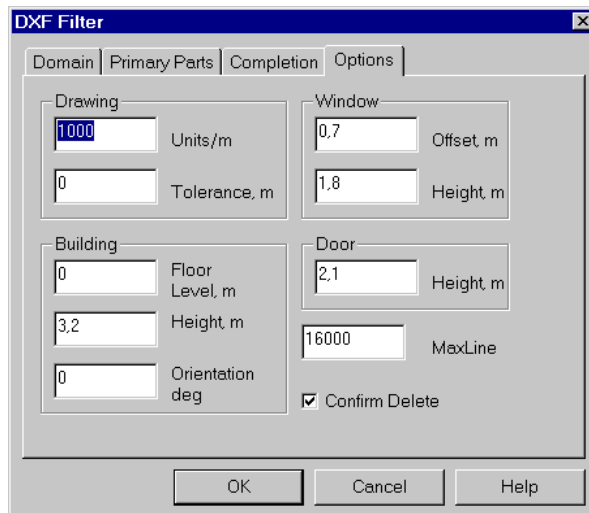 DXF Filter
Domain
Primary Parts
Completion
Options
Drawing
1000
Units/m
0
Tolerance, m
Window
0,7
Offset, m
1,8
Height, m
Building
0
Floor
Level, m
3,2
Height, m
0
Orientation
deg
Door
2,1
Height, m
16000
MaxLine
Confirm Delete
OK
Cancel
Help